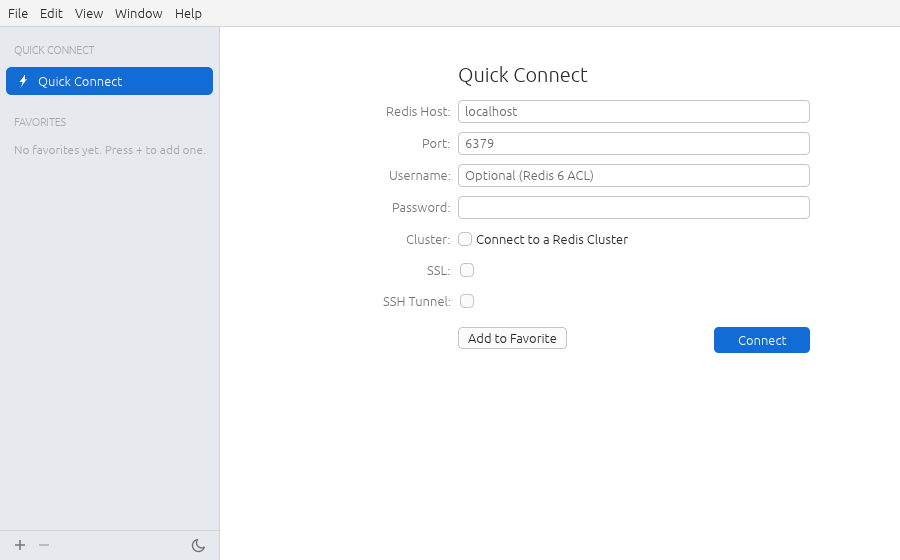 File Edit View Window Help
QUICK CONNECT
Quick Connect
FAVORITES
No favorites yet. Press + to add one.
Quick Connect
Redis Host: localhost
Port: 6379
Username: Optional (Redis 6 ACL)
Password:
Cluster: Connect to a Redis Cluster
SSL:
SSH Tunnel:
Add to Favorite Connect